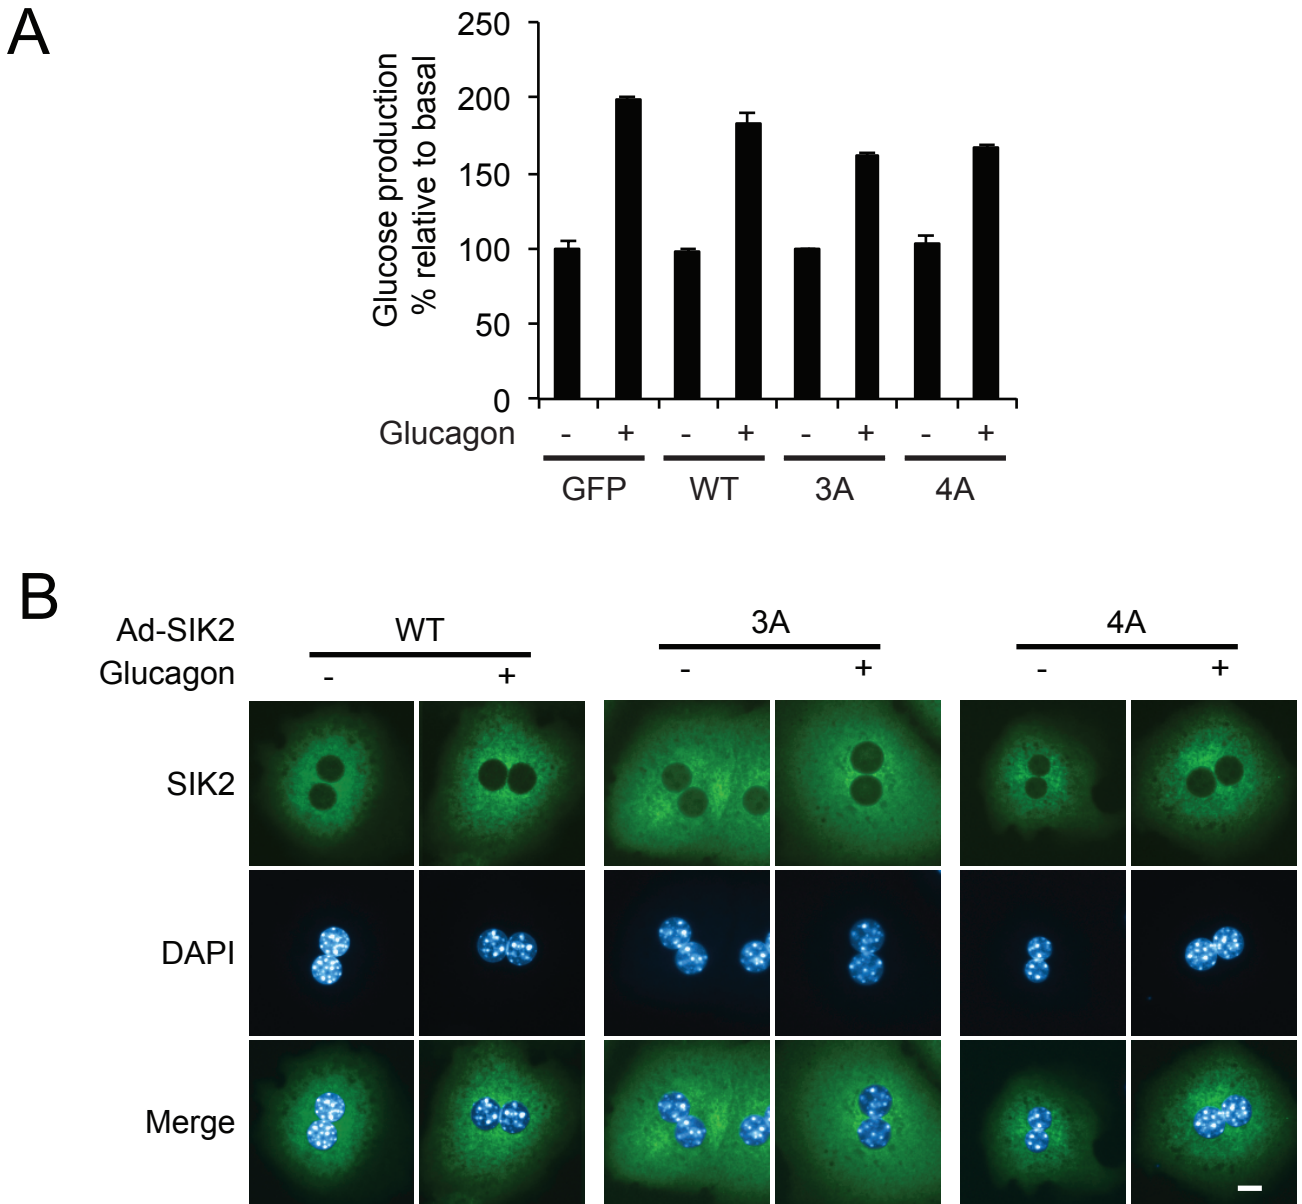 A
Glucose production
% relative to basal
250
200
150
100
50
0
Glucagon - + - + - + - +
GFP WT 3A 4A
B
Ad-SIK2 WT 3A 4A
Glucagon - + - + - +
SIK2
DAPI
Merge